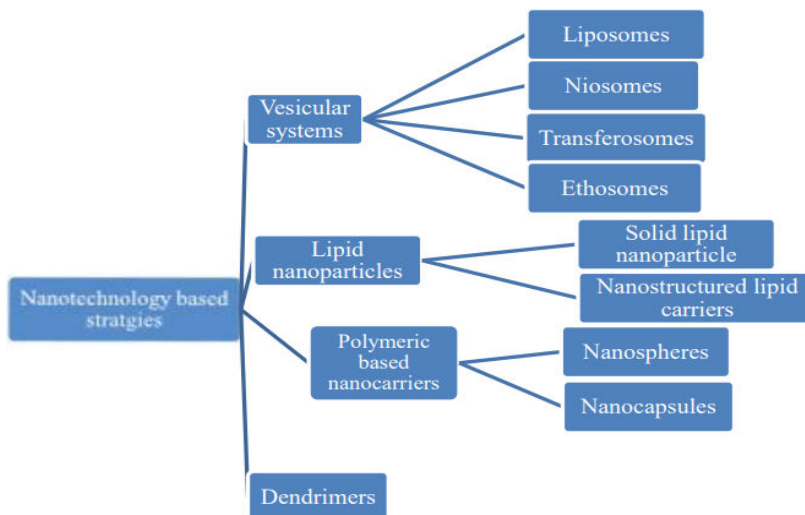 Liposomes
Vesicular
systems
Niosomes
Transferosomes
Ethosomes
Lipid
nanoparticles
Solid lipid
nanoparticle
Nanostructured lipid
carriers
Nanotechnology based
stratgies
Polymeric
based
nanocarriers
Nanospheres
Nanocapsules
Dendrimers